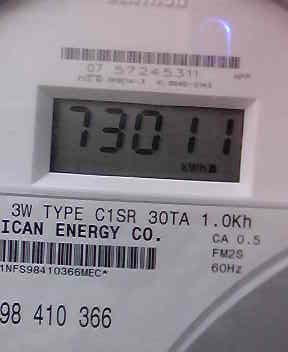 07 57245311
73011
kWh
3W TYPE C1SR 30TA 1.0Kh
ICAN ENERGY CO.
CA 0.5
FM2S
60Hz
1NFS98410366MEC*
98 410 366